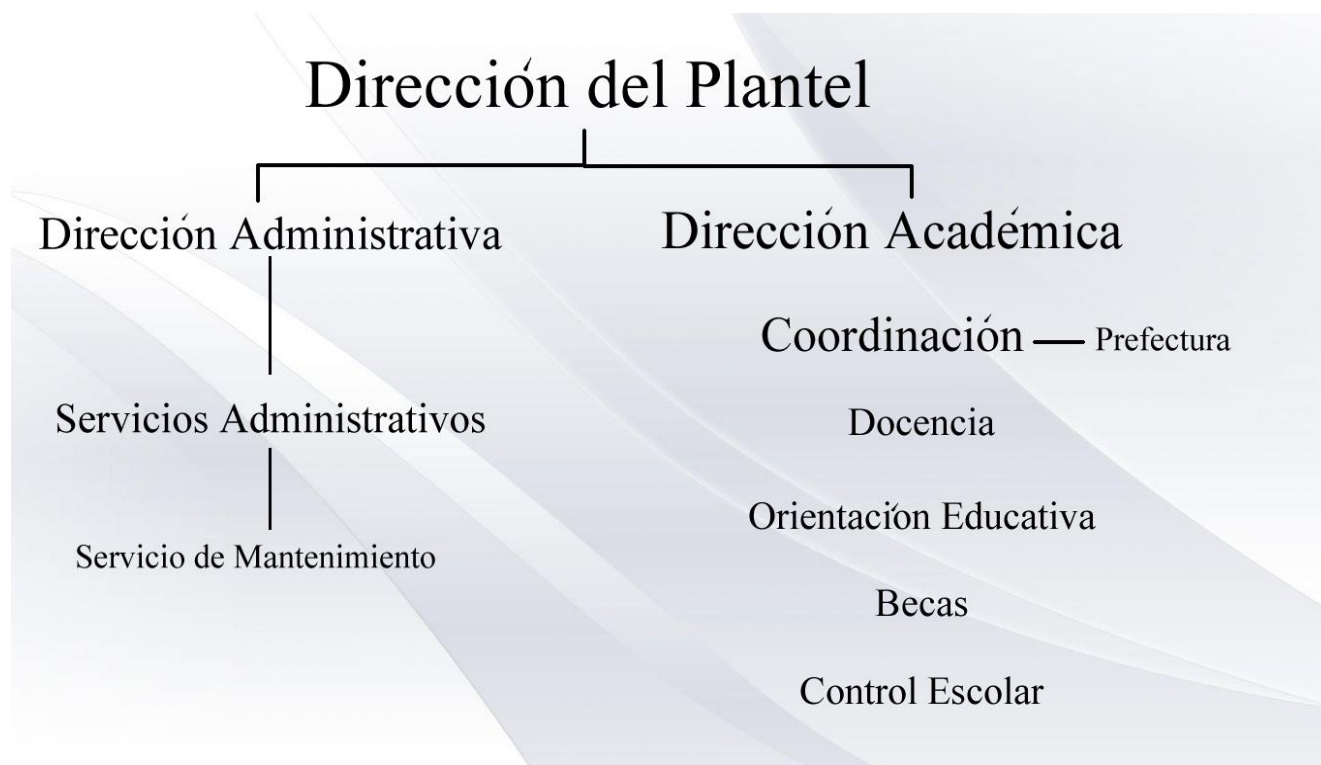 Dirección del Plantel
Dirección Administrativa
Servicios Administrativos
Servicio de Mantenimiento
Dirección Académica
Coordinación
Prefectura
Docencia
Orientación Educativa
Becas
Control Escolar